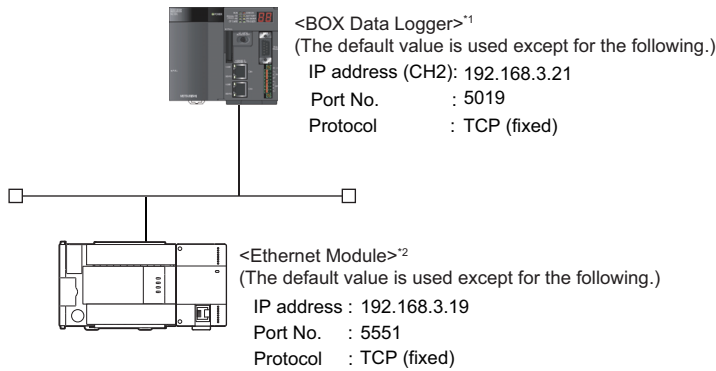 <BOX Data Logger>*1
(The default value is used except for the following.)
IP address (CH2): 192.168.3.21
Port No. : 5019
Protocol : TCP (fixed)
<Ethernet Module>*2
(The default value is used except for the following.)
IP address : 192.168.3.19
Port No. : 5551
Protocol : TCP (fixed)